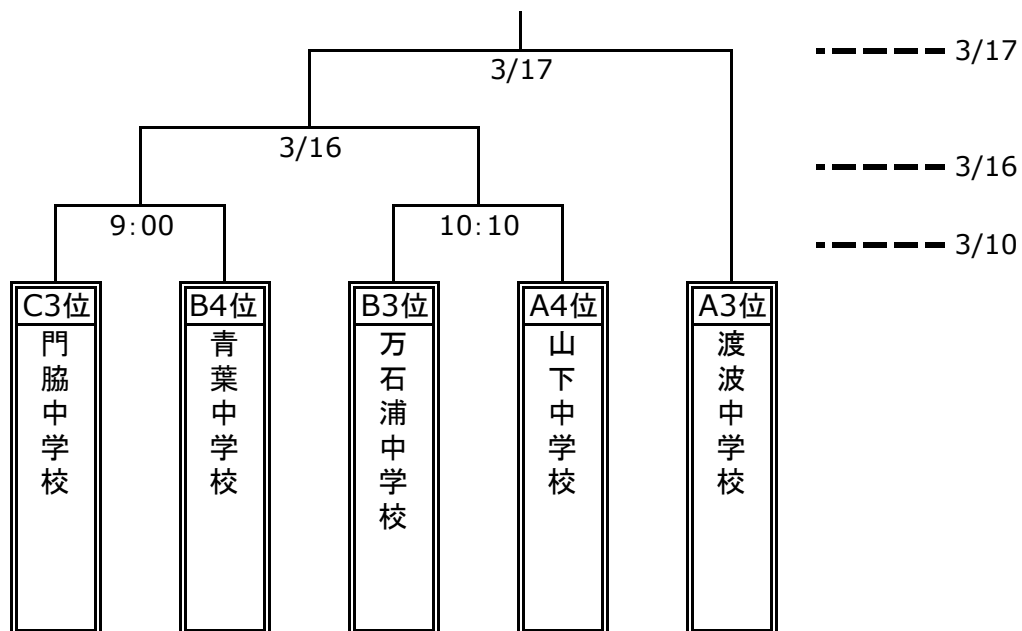 3/17
3/17
3/16
3/16
9:00
10:10
3/10
C3位
B4位
B3位
A4位
A3位
門脇中学校
青葉中学校
万石浦中学校
山下中学校
渡波中学校